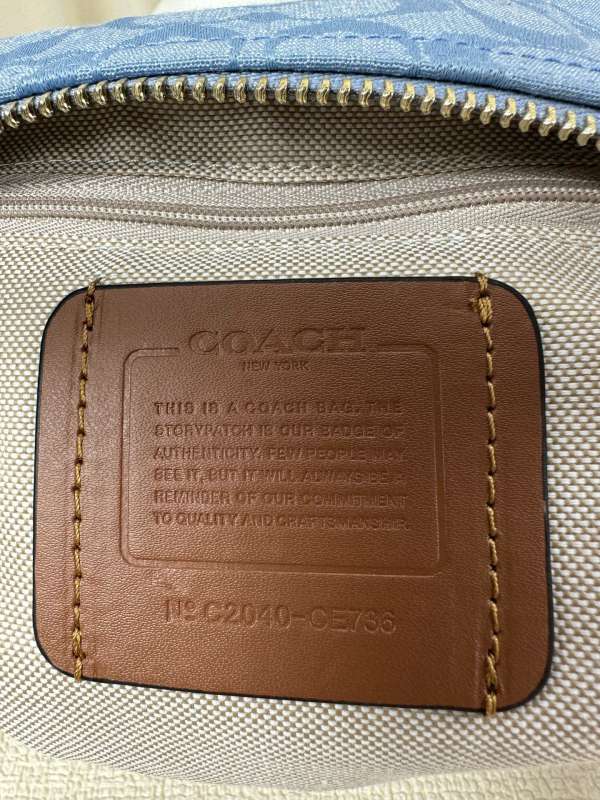 COACH
NEW YORK
THIS IS A COACH BAG. THE
STORYPATCH IS OUR BADGE OF
AUTHENTICITY. FEW PEOPLE MAY
SEE IT, BUT IT WILL ALWAYS BE A
REMINDER OF OUR COMMITMENT
TO QUALITY AND CRAFTSMANSHIP.
Nº C2040-CE766